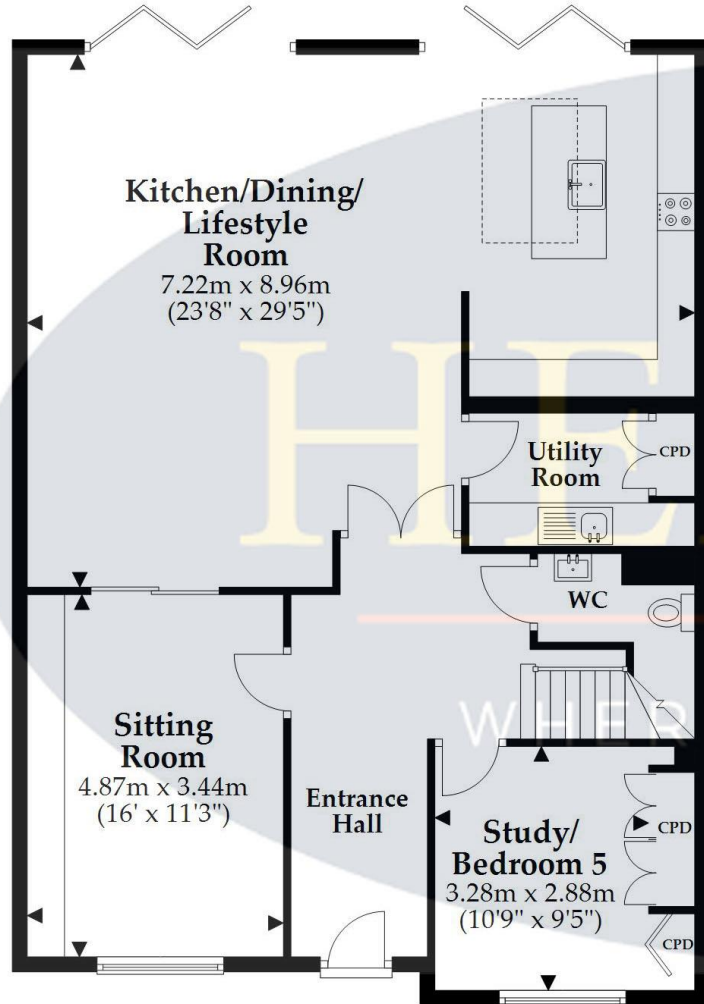 Kitchen/Dining/
Lifestyle
Room
7.22m x 8.96m
(23'8" x 29'5")
HE
Utility
Room
CPD
WC
WHER
Sitting
Room
4.87m x 3.44m
(16' x 11'3")
Entrance
Hall
Study/
Bedroom 5
3.28m x 2.88m
(10'9" x 9'5")
CPD
CPD